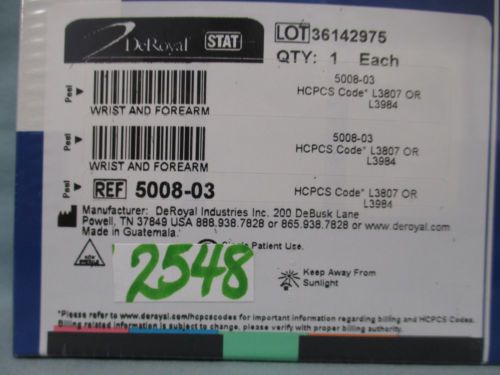 DeRoyal STAT
LOT 36142975
QTY: 1 Each
Peel
WRIST AND FOREARM
5008-03
HCPCS Code* L3807 OR
L3984
Peel
WRIST AND FOREARM
5008-03
HCPCS Code* L3807 OR
L3984
Peel
REF 5008-03
HCPCS Code* L3807 OR
L3984
Manufacturer: DeRoyal Industries Inc. 200 DeBusk Lane
Powell, TN 37849 USA 888.938.7828 or 865.938.7828 or www.deroyal.com
Made in Guatemala
Patient Use.
2548
Keep Away From
Sunlight
*Please refer to www.deroyal.com/hcpcscodes for important information regarding billing and HCPCS Codes.
Billing related information is subject to change, please verify with proper billing authority.